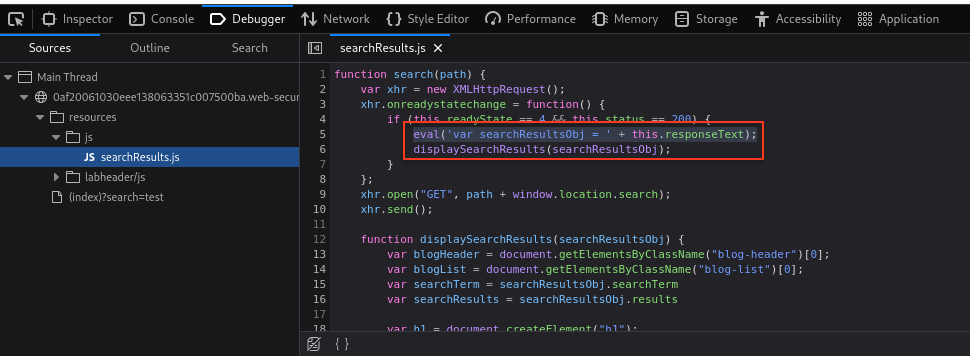 Inspector Console Debugger Network Style Editor Performance Memory Storage Accessibility Application
Sources Outline Search
searchResults.js
Main Thread
0af20061030eee138063351c007500ba.web-secur
resources
js
JS searchResults.js
labheader/js
(index)?search=test
1 function search(path) {
2 var xhr = new XMLHttpRequest();
3 xhr.onreadystatechange = function() {
4 if (this.readyState == 4 && this.status == 200) {
5 eval('var searchResultsObj = ' + this.responseText);
6 displaySearchResults(searchResultsObj);
7 }
8 };
9 xhr.open("GET", path + window.location.search);
10 xhr.send();
11
12 function displaySearchResults(searchResultsObj) {
13 var blogHeader = document.getElementsByClassName("blog-header")[0];
14 var blogList = document.getElementsByClassName("blog-list")[0];
15 var searchTerm = searchResultsObj.searchTerm
16 var searchResults = searchResultsObj.results
17
18 var h1 = document.createElement("h1");
{ }